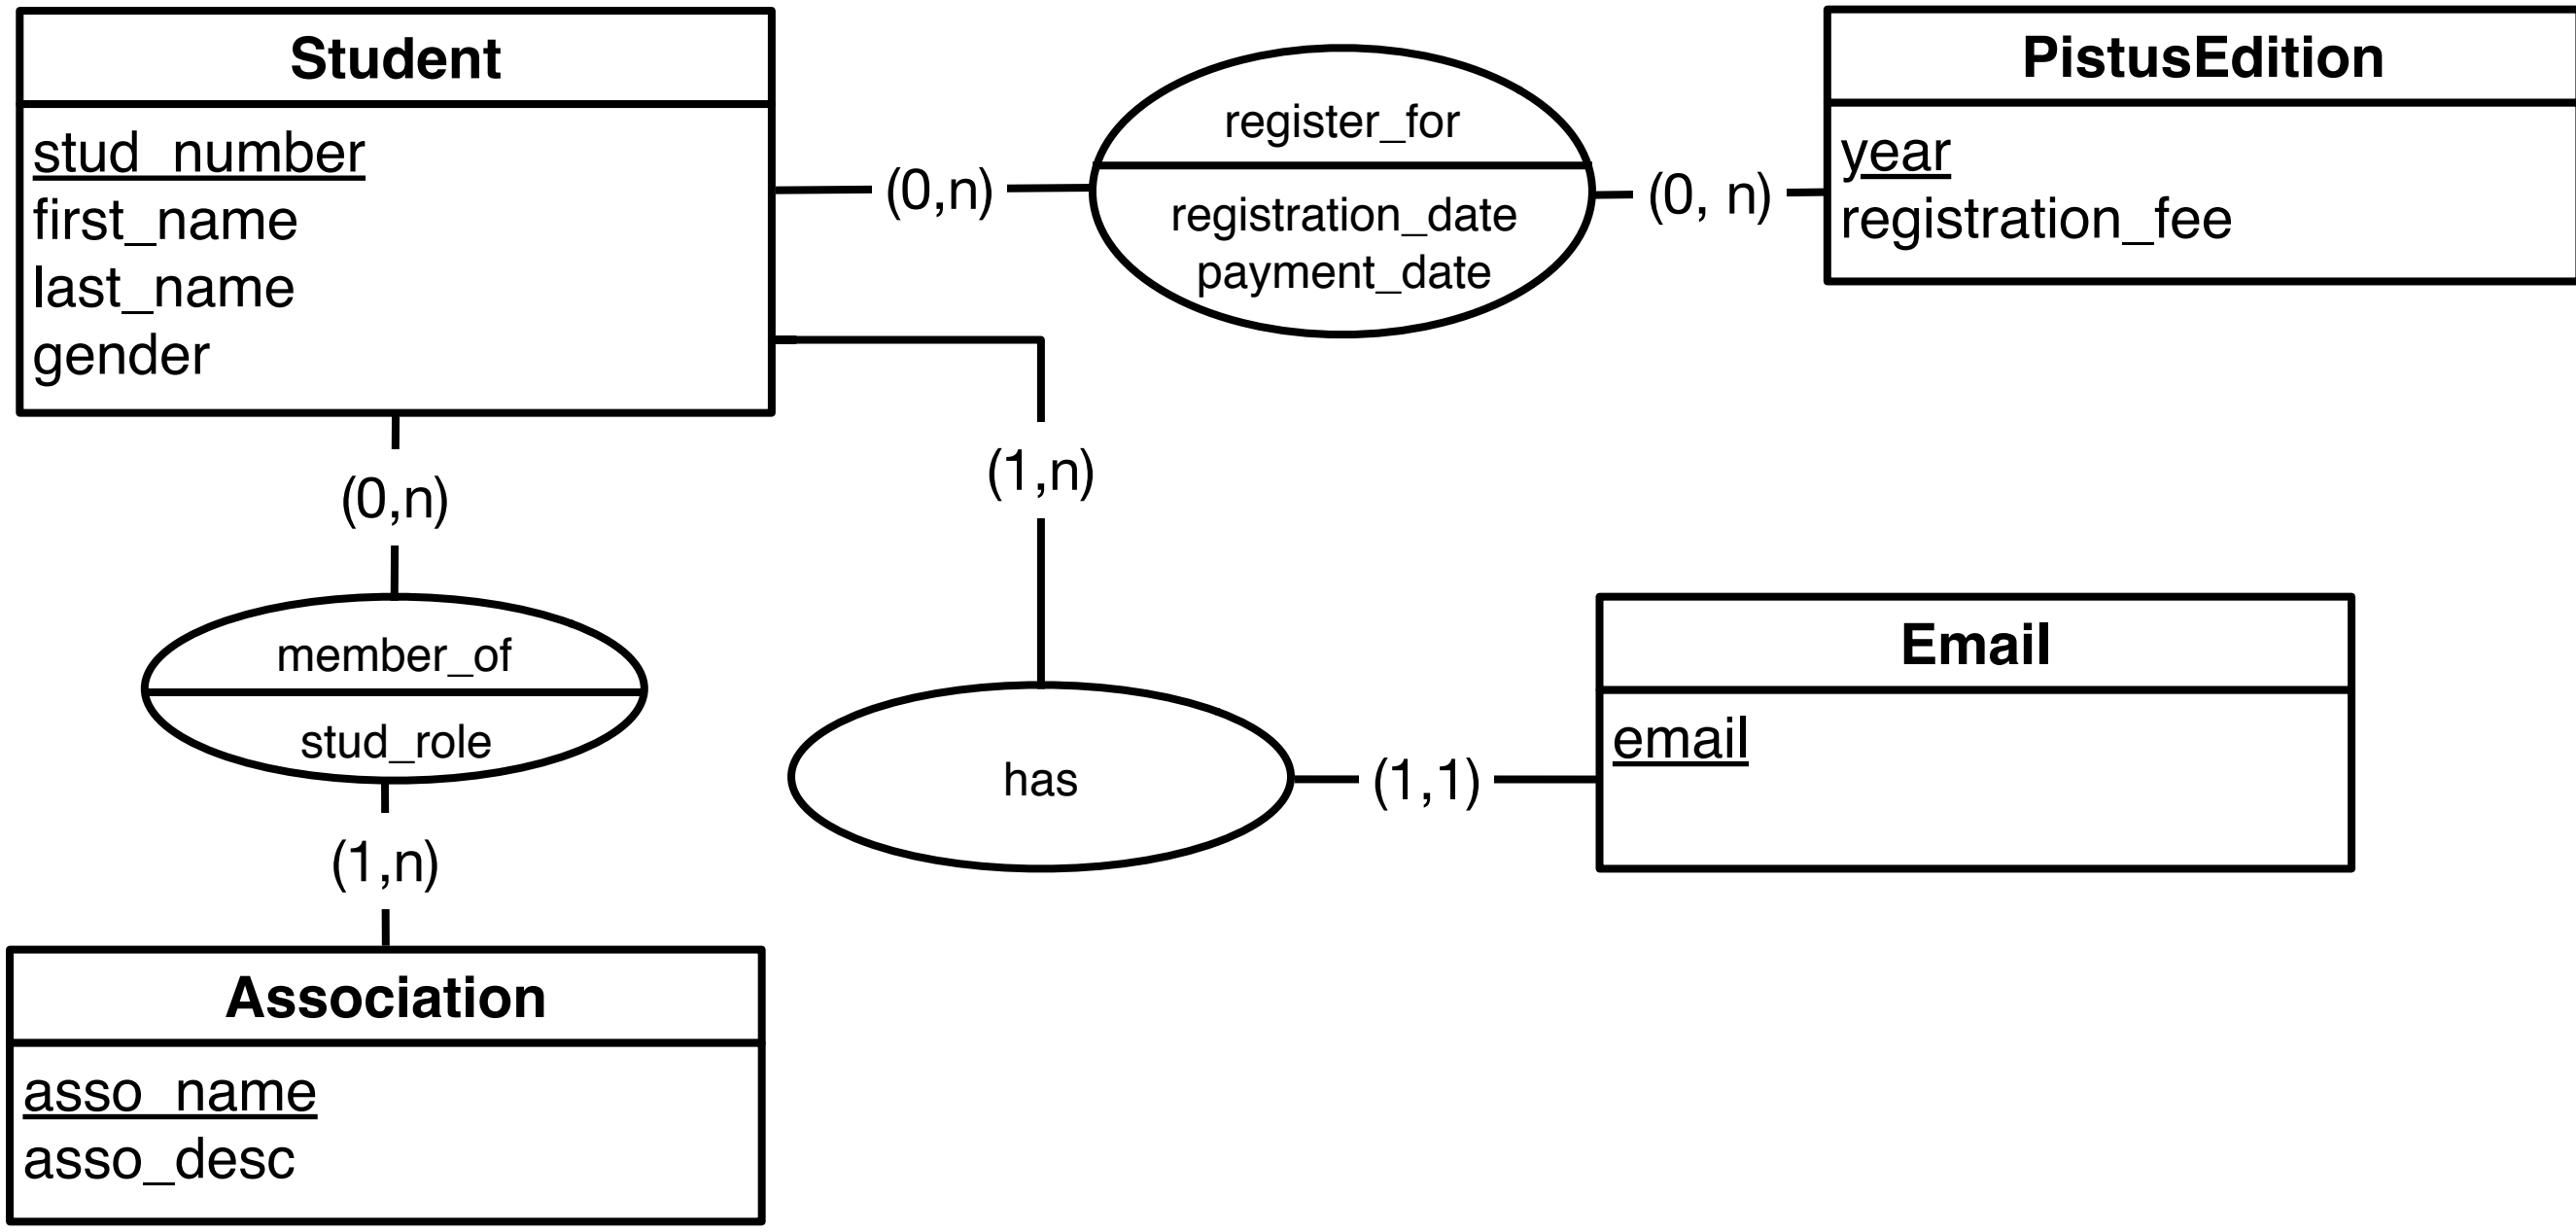 Student
stud_number
first_name
last_name
gender
(0,n)
register_for
registration_date
payment_date
(0, n)
PistusEdition
year
registration_fee
(0,n)
member_of
stud_role
(1,n)
Association
asso_name
asso_desc
(1,n)
has
(1,1)
Email
email